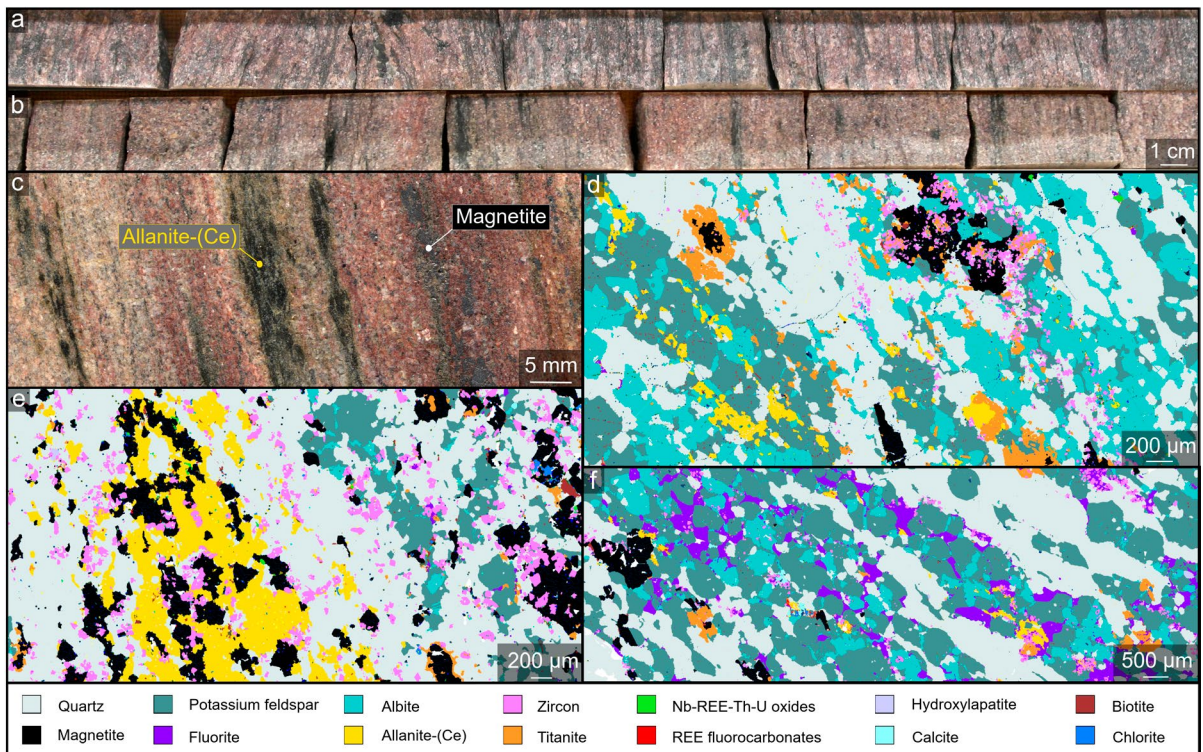 a
b
1 cm
c
Allanite-(Ce)
Magnetite
5 mm
d
200 µm
e
200 µm
f
500 µm
Quartz
Potassium feldspar
Albite
Zircon
Nb-REE-Th-U oxides
Hydroxylapatite
Biotite
Magnetite
Fluorite
Allanite-(Ce)
Titanite
REE fluorocarbonates
Calcite
Chlorite